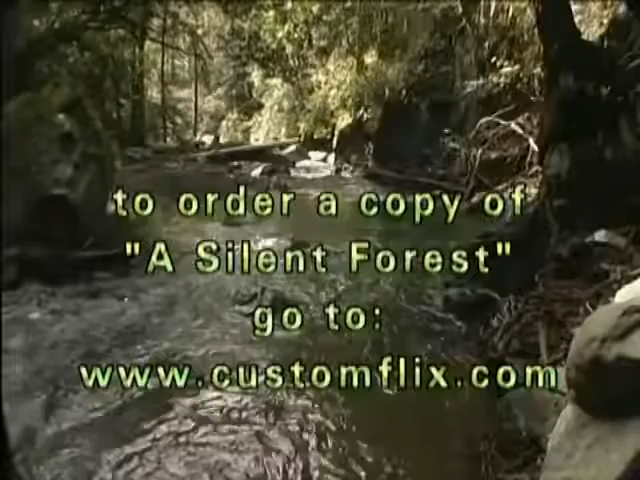 to order a copy of
"A Silent Forest"
go to:
www.customflix.com